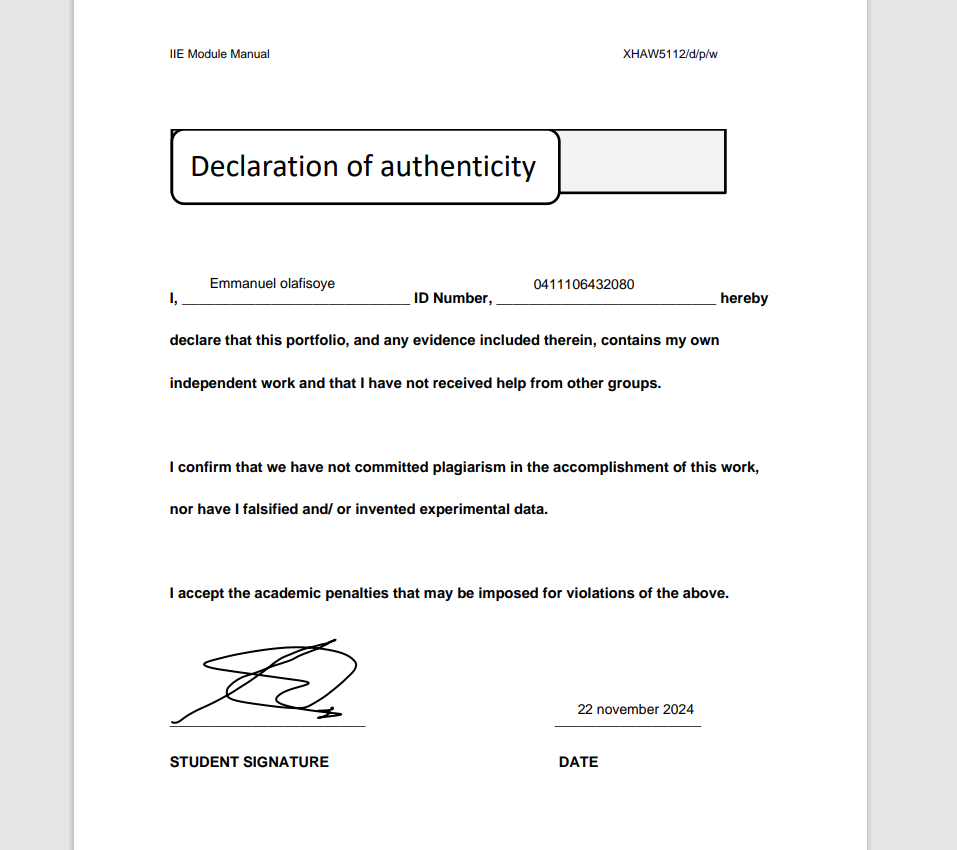 IIE Module Manual XHAW5112/d/p/w
Declaration of authenticity
Emmanuel olafisoye 0411106432080
I, ____________________________ ID Number, ___________________________ hereby
declare that this portfolio, and any evidence included therein, contains my own
independent work and that I have not received help from other groups.
I confirm that we have not committed plagiarism in the accomplishment of this work,
nor have I falsified and/ or invented experimental data.
I accept the academic penalties that may be imposed for violations of the above.
22 november 2024
STUDENT SIGNATURE DATE